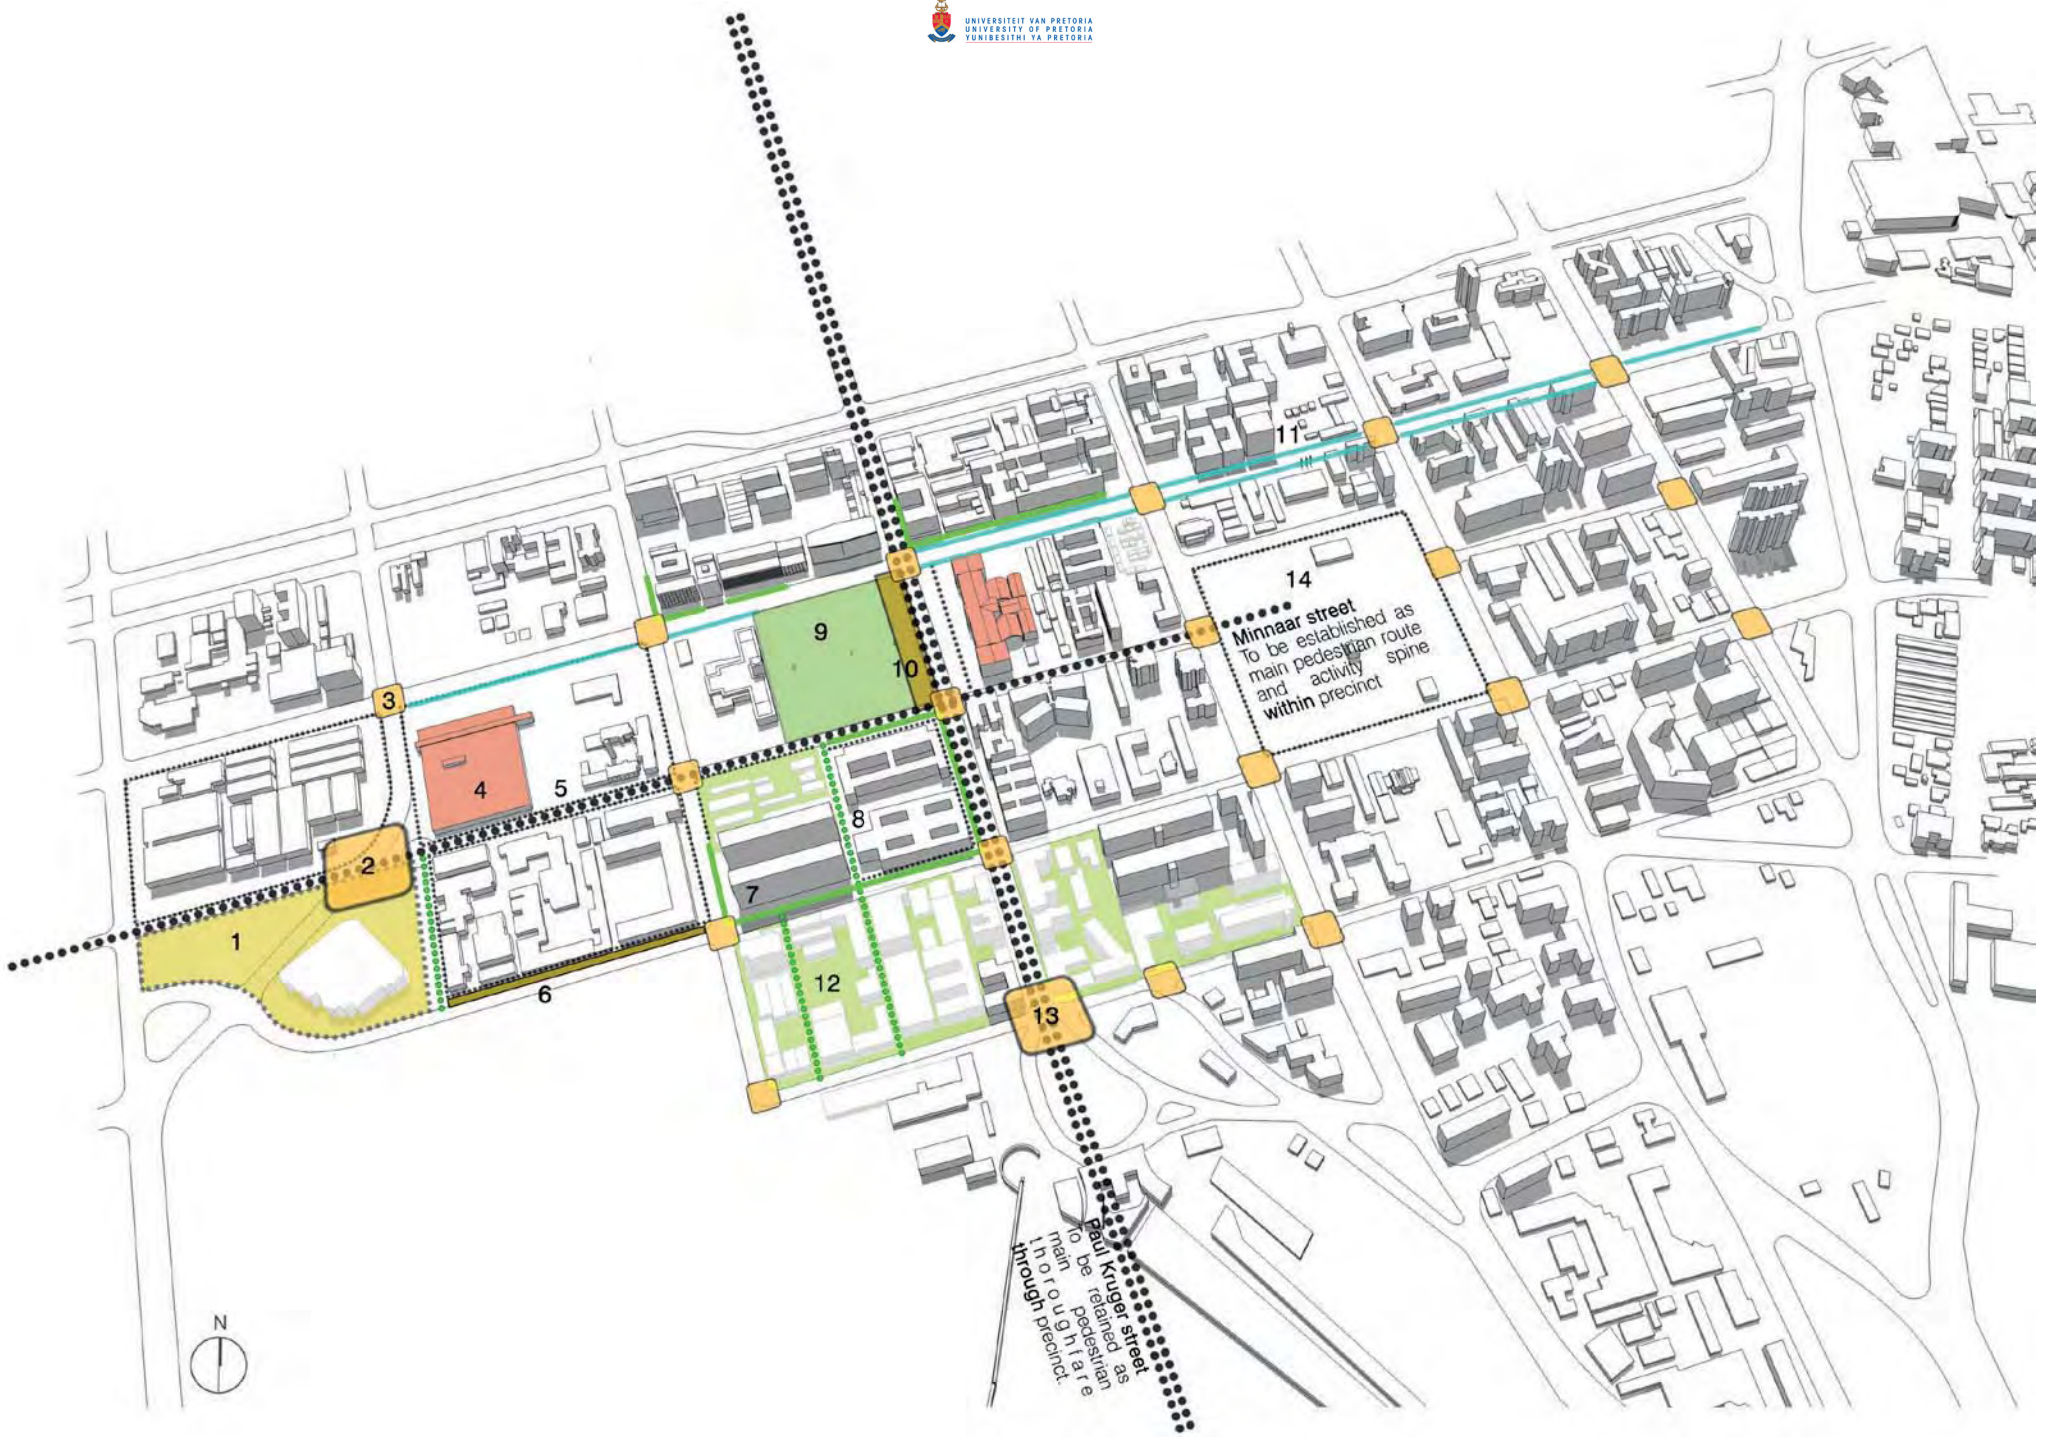 UNIVERSITEIT VAN PRETORIA
UNIVERSITY OF PRETORIA
YUNIBESITHI YA PRETORIA
11
14
Minnaar street
To be established as
main pedestrian route
and activity spine
within precinct
9
10
3
4
5
8
2
7
1
6
12
13
Paul Kruger street
To be retained as
main pedestrian
thoroughfare
through precinct.
N